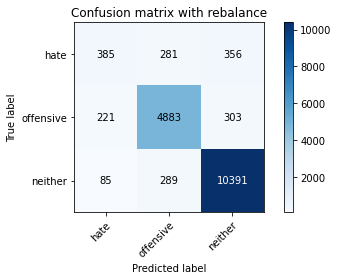 Confusion matrix with rebalance
True label
hate 385 281 356
offensive 221 4883 303
neither 85 289 10391
hate offensive neither
Predicted label
10000
8000
6000
4000
2000